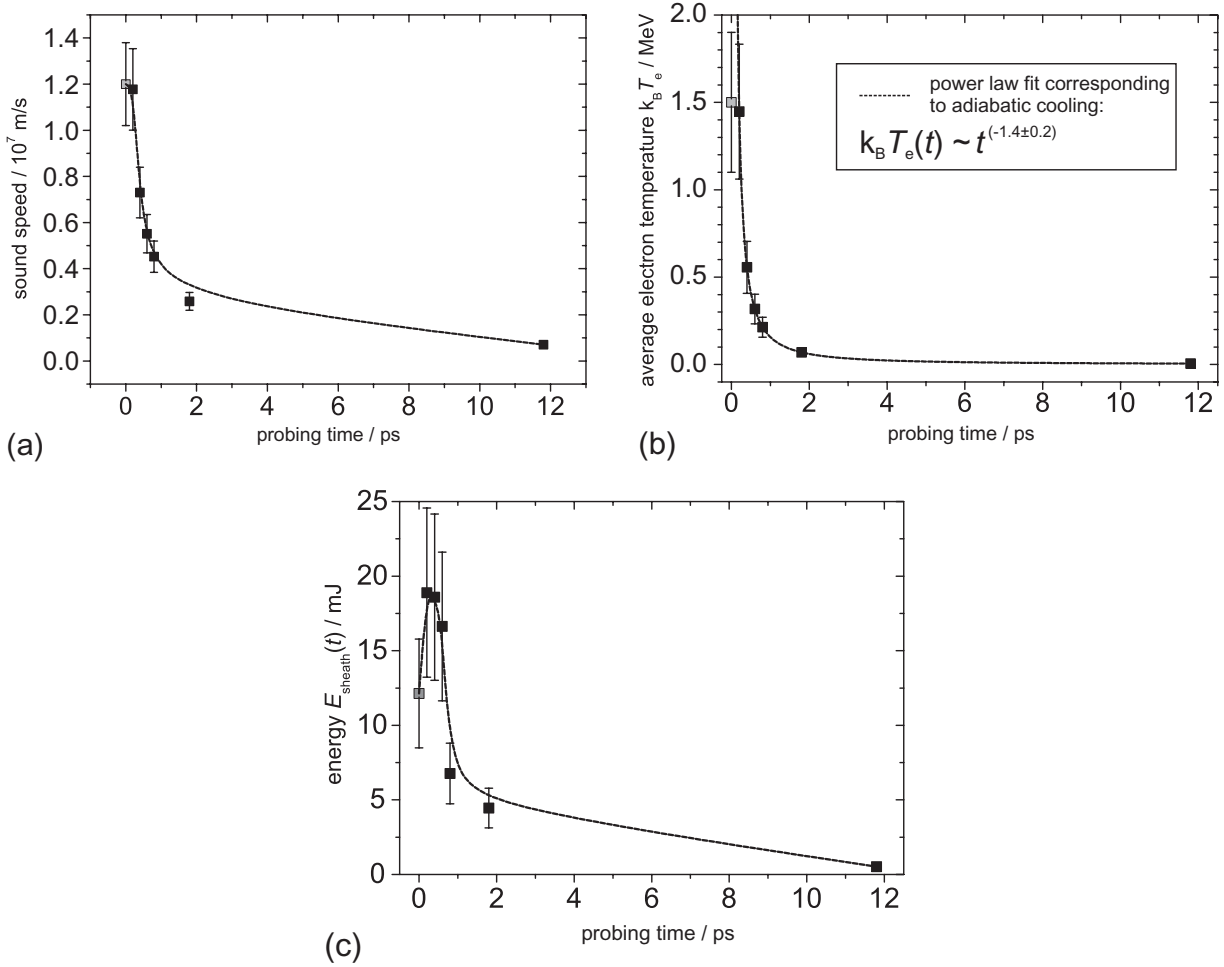 1.4
1.2
1.0
0.8
0.6
0.4
0.2
0.0
sound speed / 10⁷ m/s
0 2 4 6 8 10 12
probing time / ps
(a)
2.0
1.5
1.0
0.5
0.0
average electron temperature k_B T_e / MeV
power law fit corresponding
to adiabatic cooling:
k_B T_e(t) ~ t^(-1.4±0.2)
0 2 4 6 8 10 12
probing time / ps
(b)
25
20
15
10
5
0
energy E_sheath(t) / mJ
0 2 4 6 8 10 12
probing time / ps
(c)